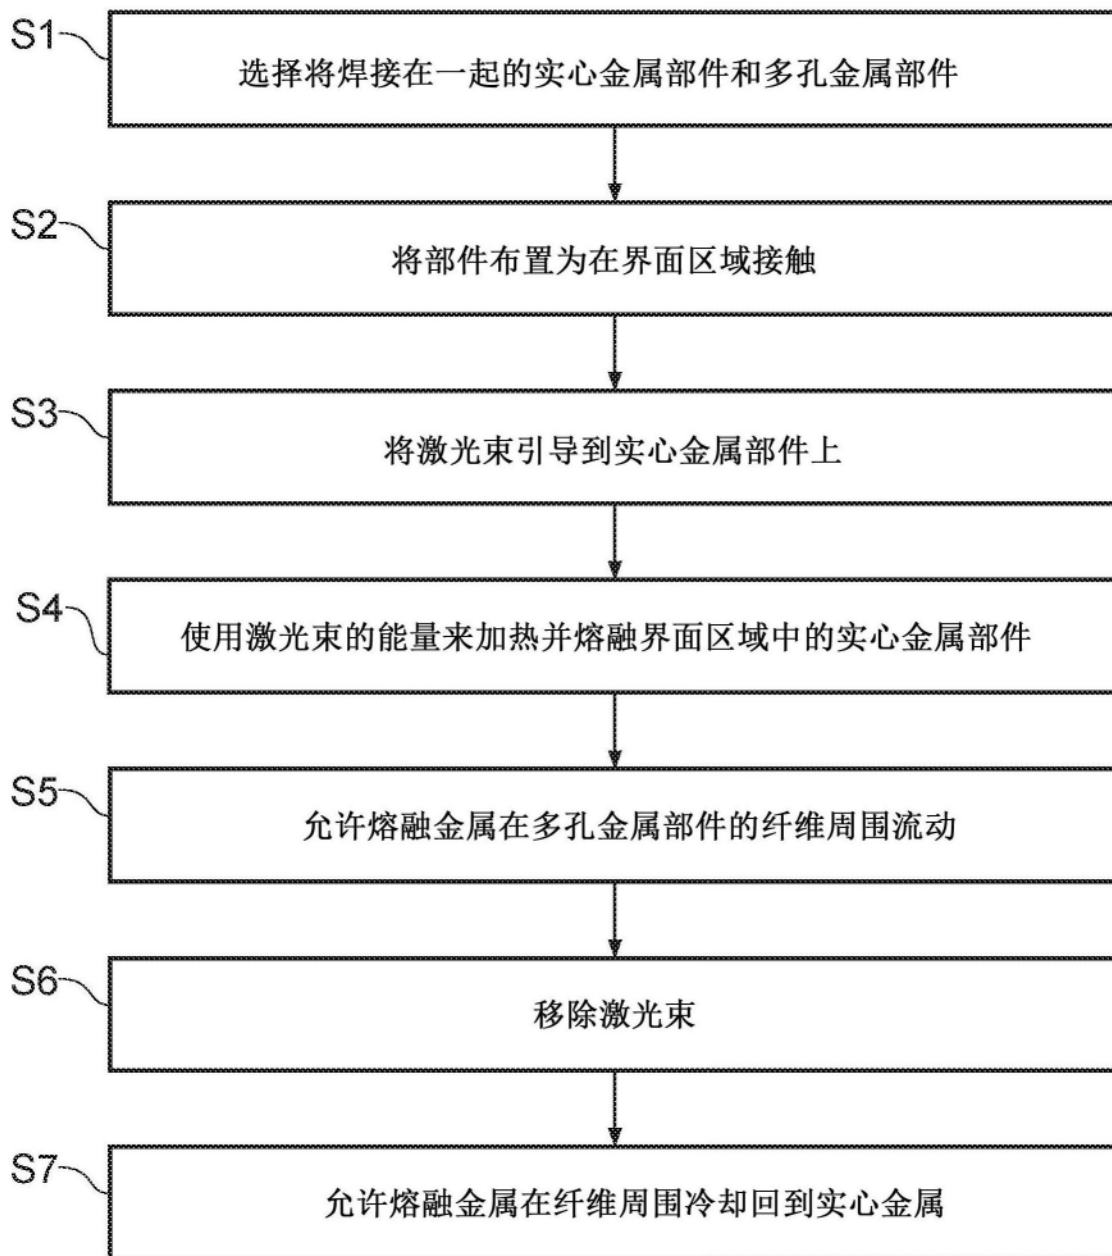 S1
选择将焊接在一起的实心金属部件和多孔金属部件
S2
将部件布置为在界面区域接触
S3
将激光束引导到实心金属部件上
S4
使用激光束的能量来加热并熔融界面区域中的实心金属部件
S5
允许熔融金属在多孔金属部件的纤维周围流动
S6
移除激光束
S7
允许熔融金属在纤维周围冷却回到实心金属